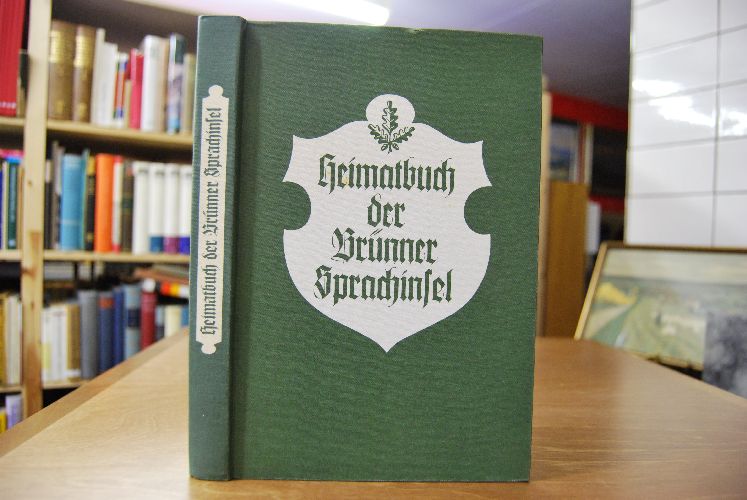 Heimatbuch der Brünner Sprachinsel
Heimatbuch
der
Brünner
Sprachinsel